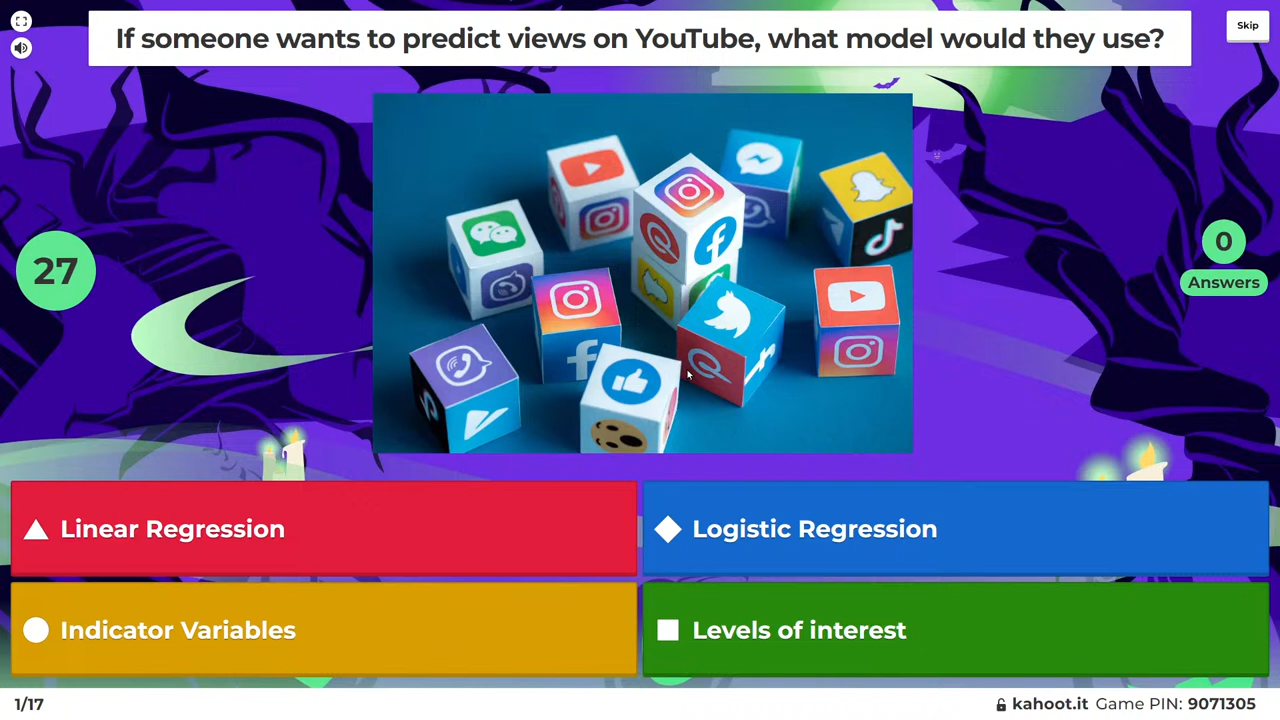 If someone wants to predict views on YouTube, what model would they use?
Skip
27
0
Answers
Linear Regression
Logistic Regression
Indicator Variables
Levels of interest
1/17
kahoot.it Game PIN: 9071305